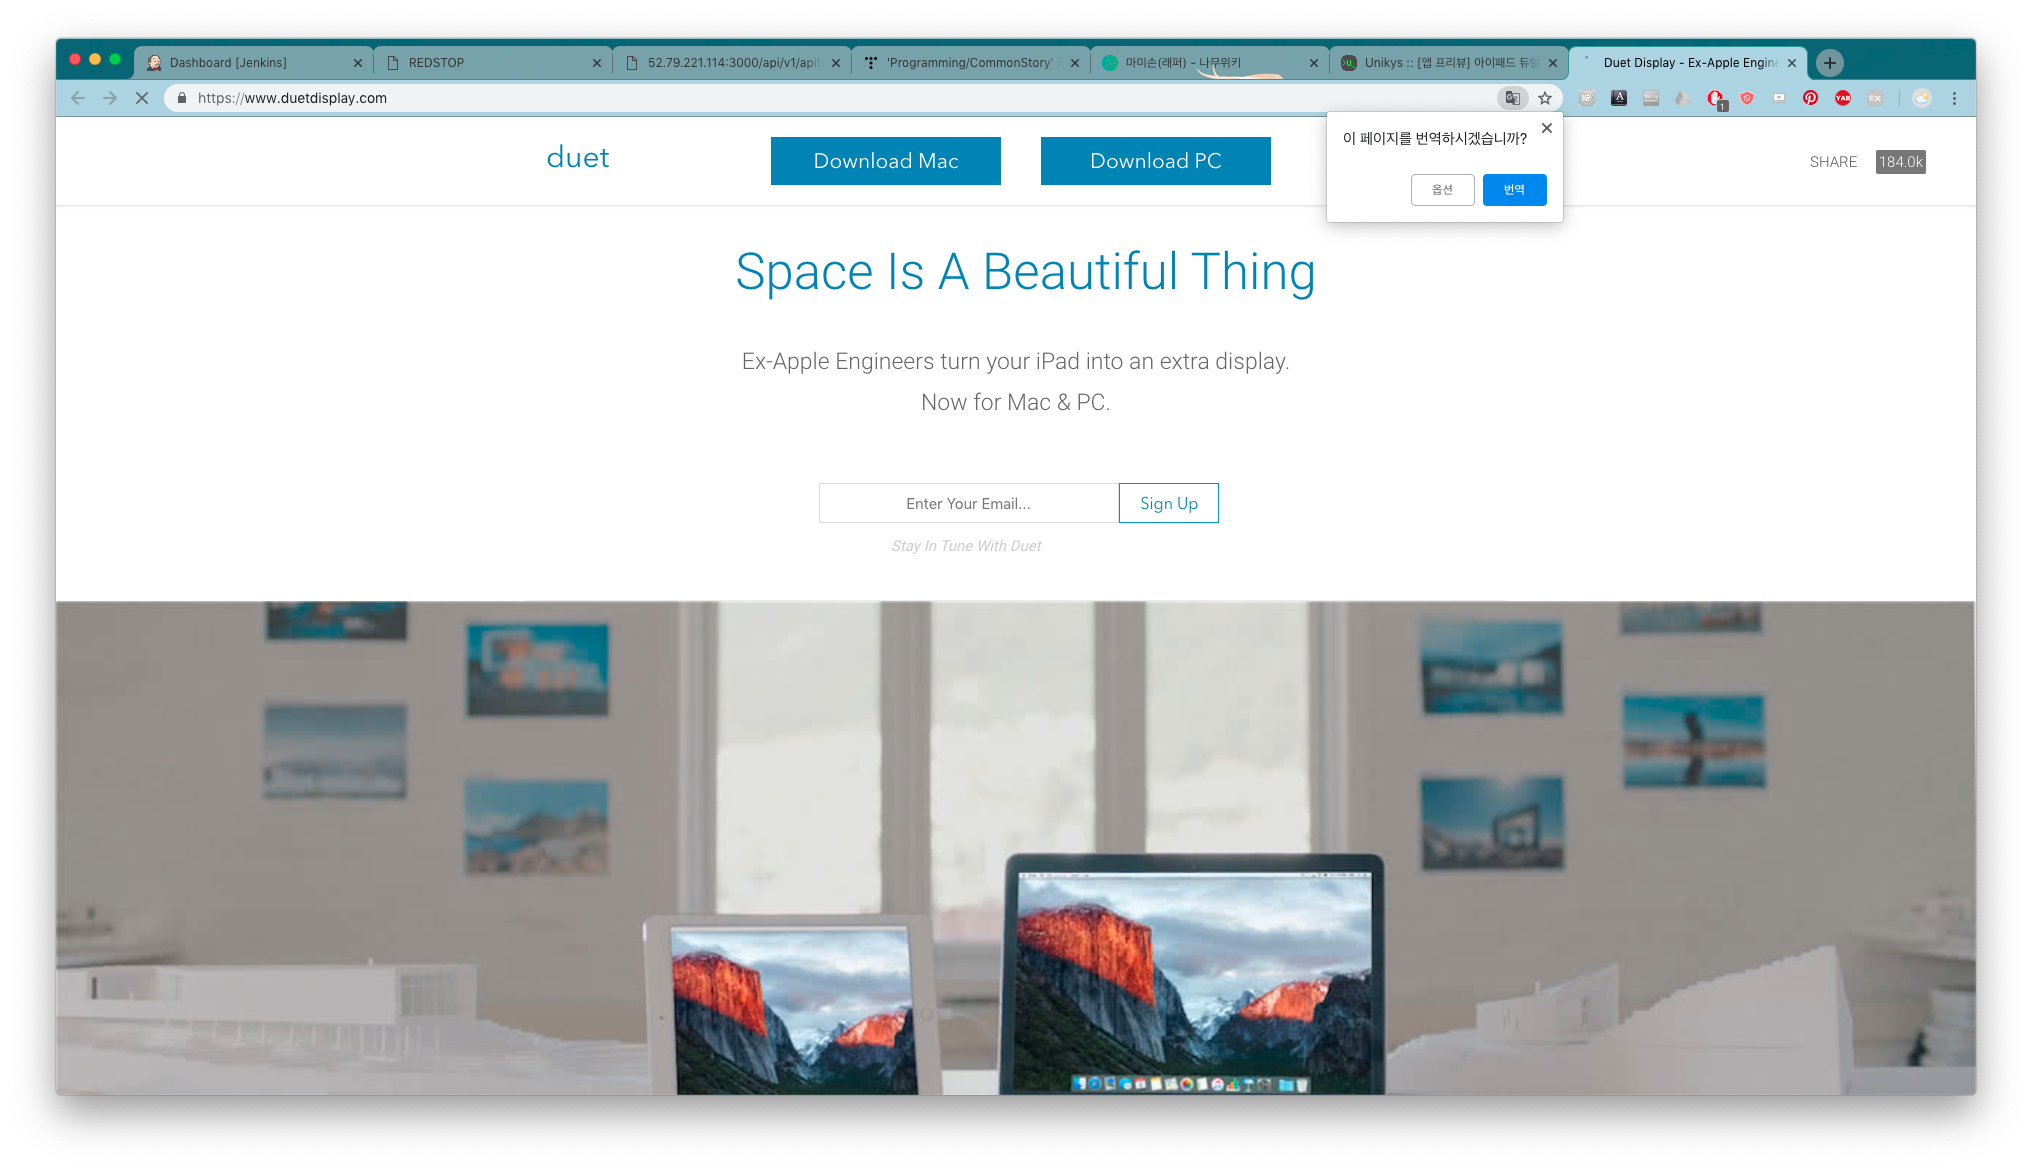 Dashboard [Jenkins]
REDSTOP
52.79.221.114:3000/api/v1/apit
'Programming/CommonStory'
마미손(래퍼) - 나무위키
Unikys :: [앱 프리뷰] 아이패드 듀얼
Duet Display - Ex-Apple Engine
https://www.duetdisplay.com
A
1
YAB
EX
duet
Download Mac
Download PC
이 페이지를 번역하시겠습니까?
옵션
번역
SHARE
184.0k
Space Is A Beautiful Thing
Ex-Apple Engineers turn your iPad into an extra display.
Now for Mac & PC.
Enter Your Email...
Sign Up
Stay In Tune With Duet